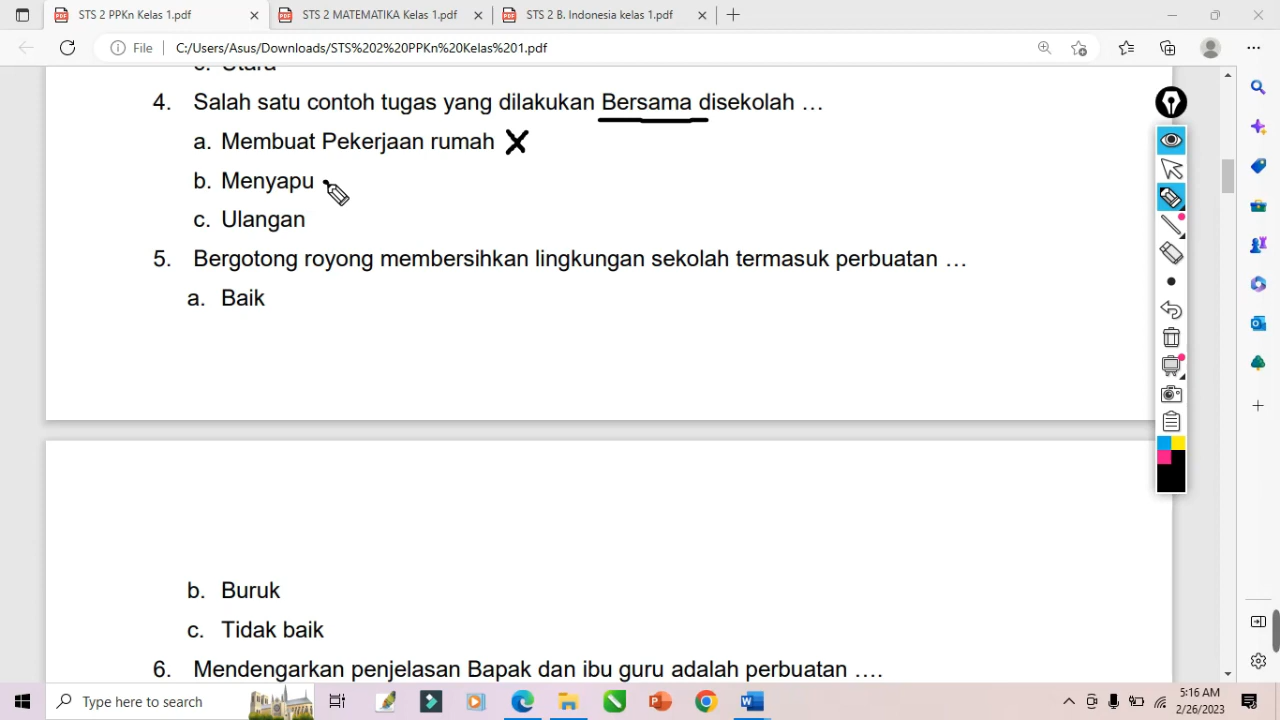 STS 2 PPKn Kelas 1.pdf
STS 2 MATEMATIKA Kelas 1.pdf
STS 2 B. Indonesia kelas 1.pdf
File
C:/Users/Asus/Downloads/STS%202%20PPKn%20Kelas%201.pdf
c. Utara
4. Salah satu contoh tugas yang dilakukan Bersama disekolah …
a. Membuat Pekerjaan rumah X
b. Menyapu
c. Ulangan
5. Bergotong royong membersihkan lingkungan sekolah termasuk perbuatan …
a. Baik
b. Buruk
c. Tidak baik
6. Mendengarkan penjelasan Bapak dan ibu guru adalah perbuatan ….
Type here to search
5:16 AM
2/26/2023